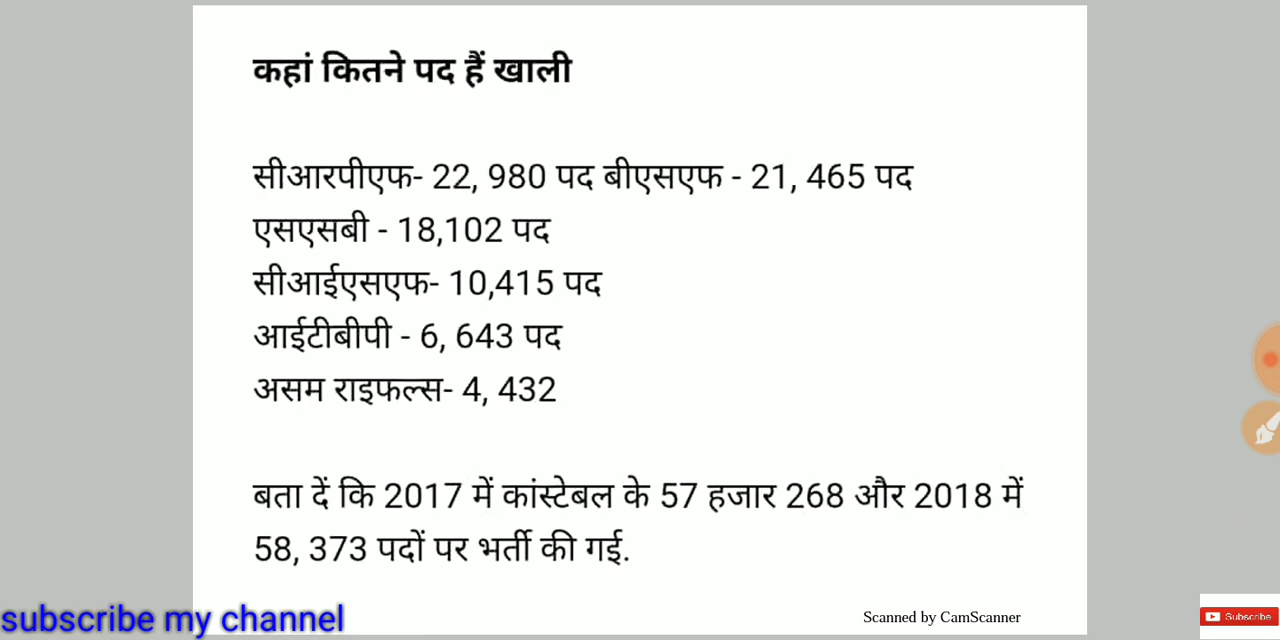 कहां कितने पद हैं खाली
सीआरपीएफ- 22, 980 पद बीएसएफ - 21, 465 पद
एसएसबी - 18,102 पद
सीआईएसएफ- 10,415 पद
आईटीबीपी - 6, 643 पद
असम राइफल्स- 4, 432
बता दें कि 2017 में कांस्टेबल के 57 हजार 268 और 2018 में
58, 373 पदों पर भर्ती की गई.
subscribe my channel
Scanned by CamScanner
Subscribe